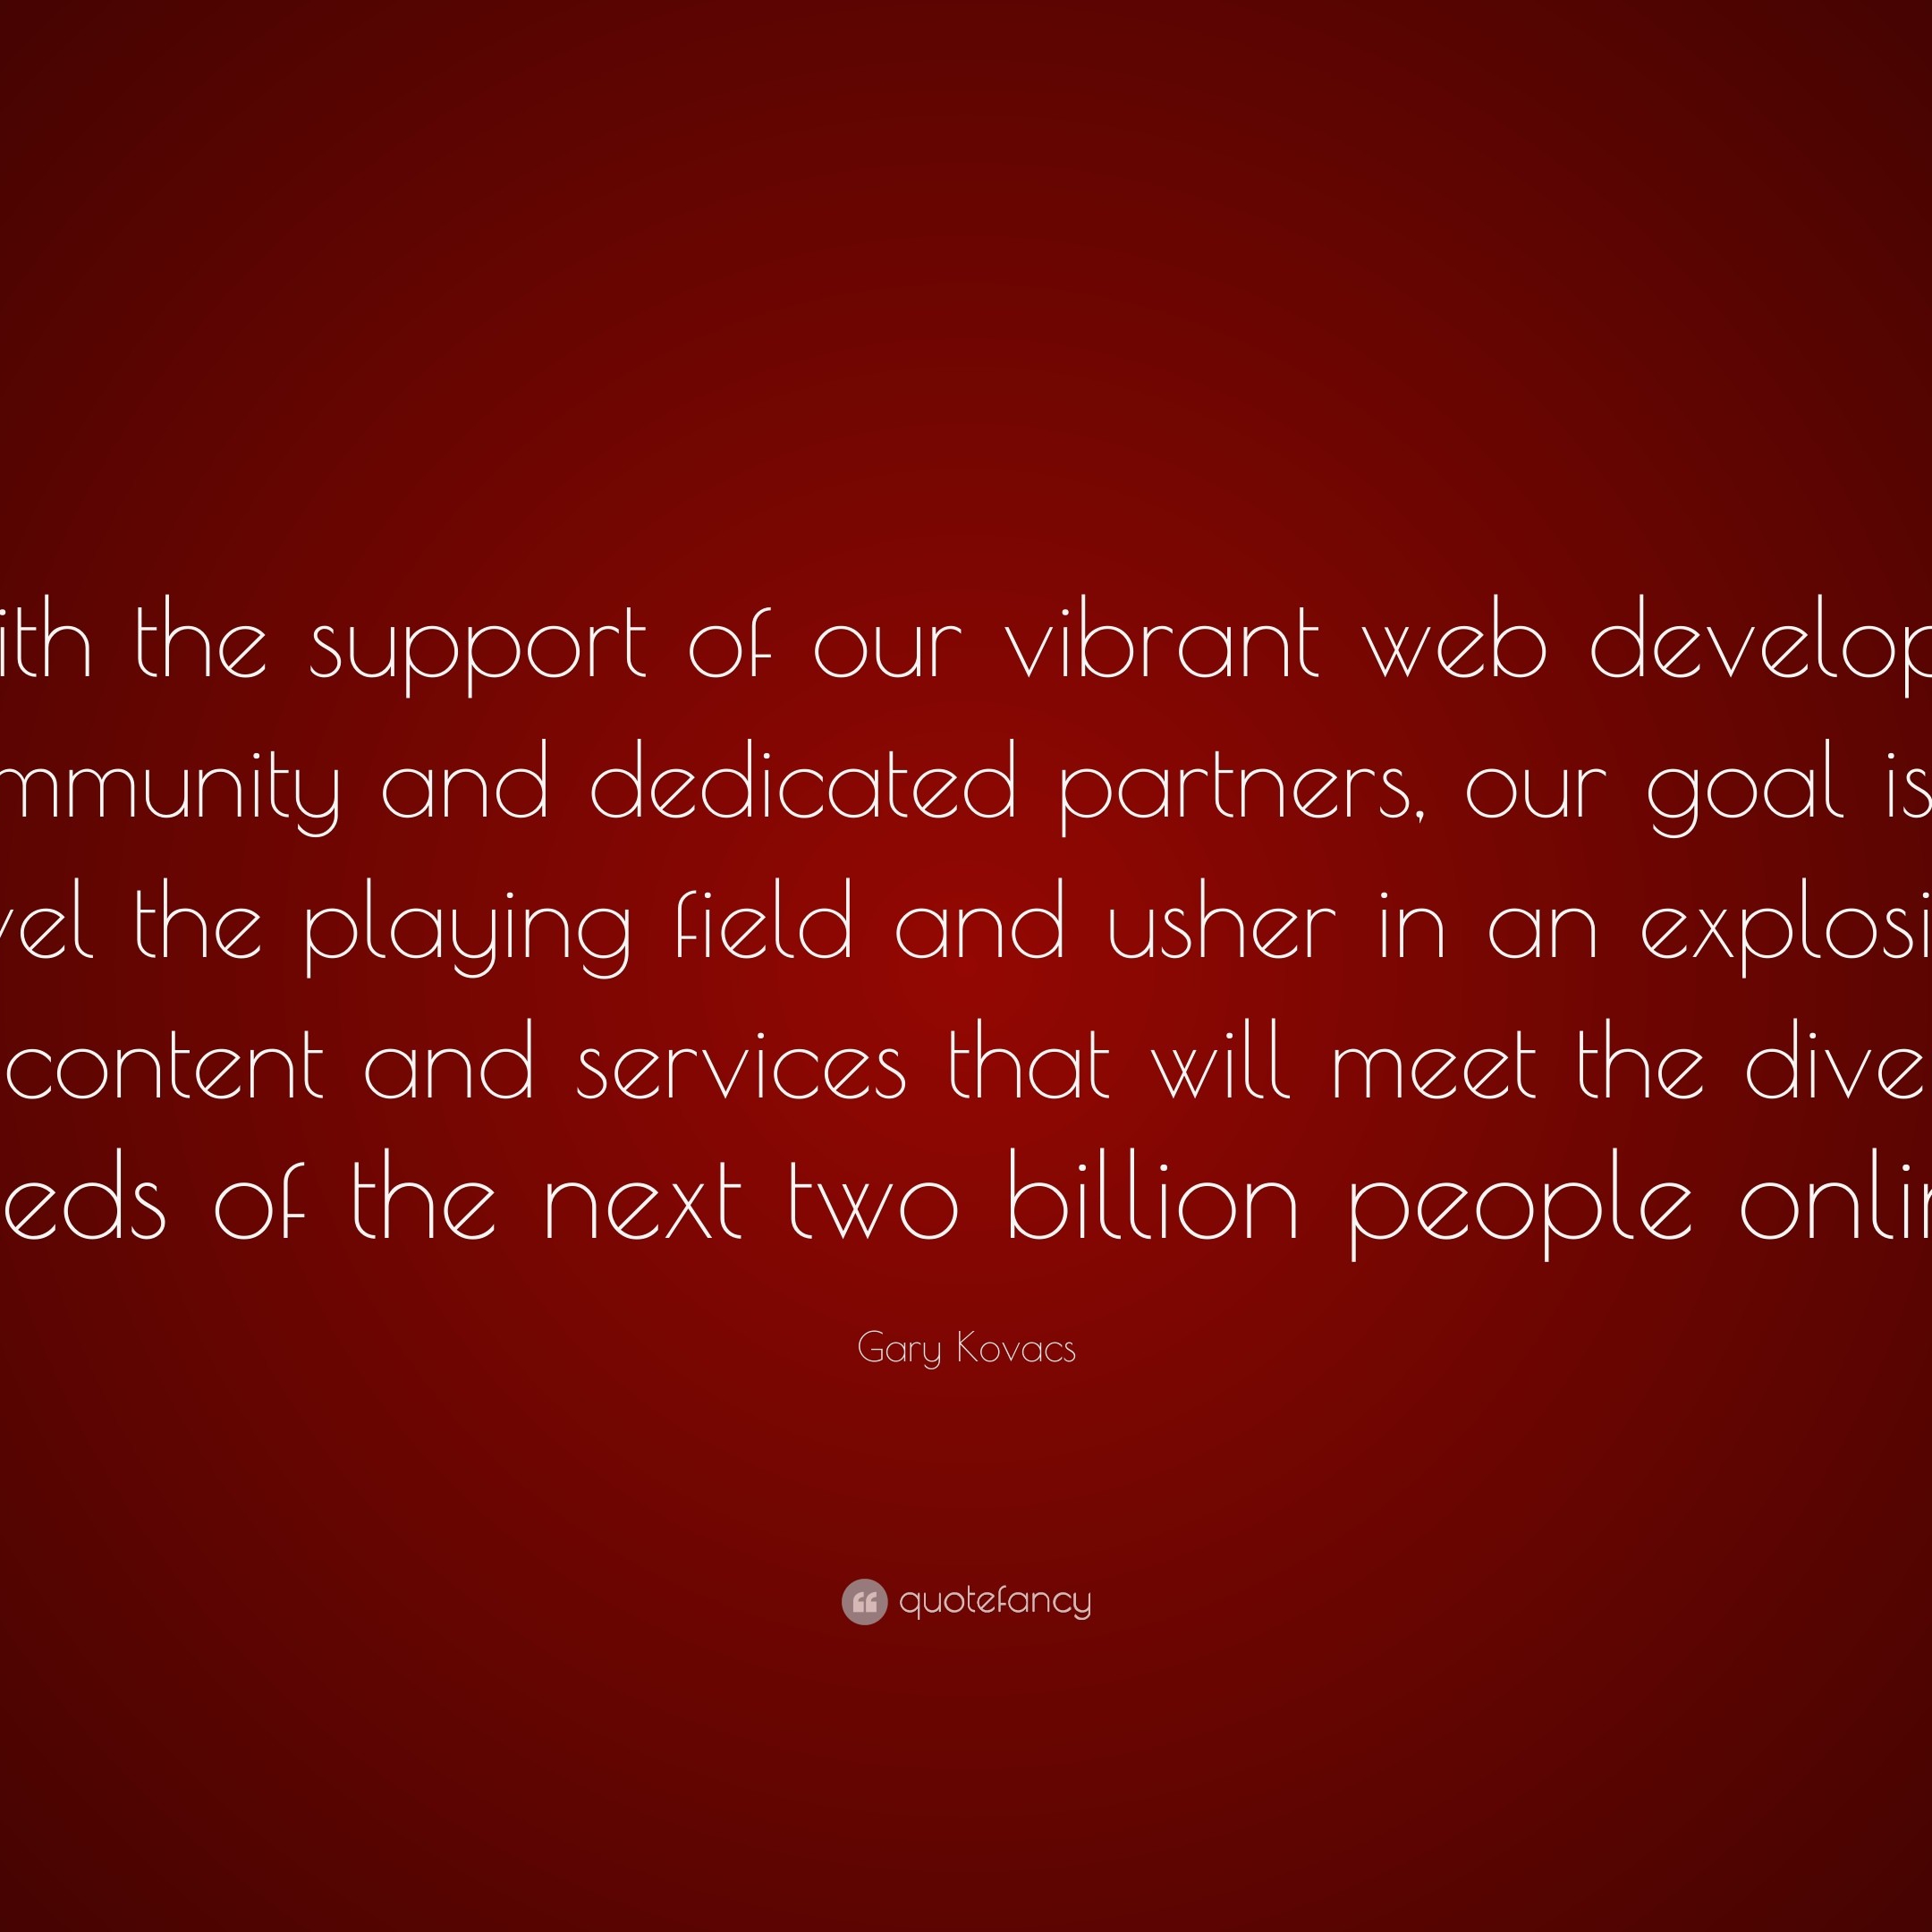 ith the support of our vibrant web develop
mmunity and dedicated partners, our goal is
vel the playing field and usher in an explosi
content and services that will meet the dive
eeds of the next two billion people onlin
Gary Kovacs
quotefancy